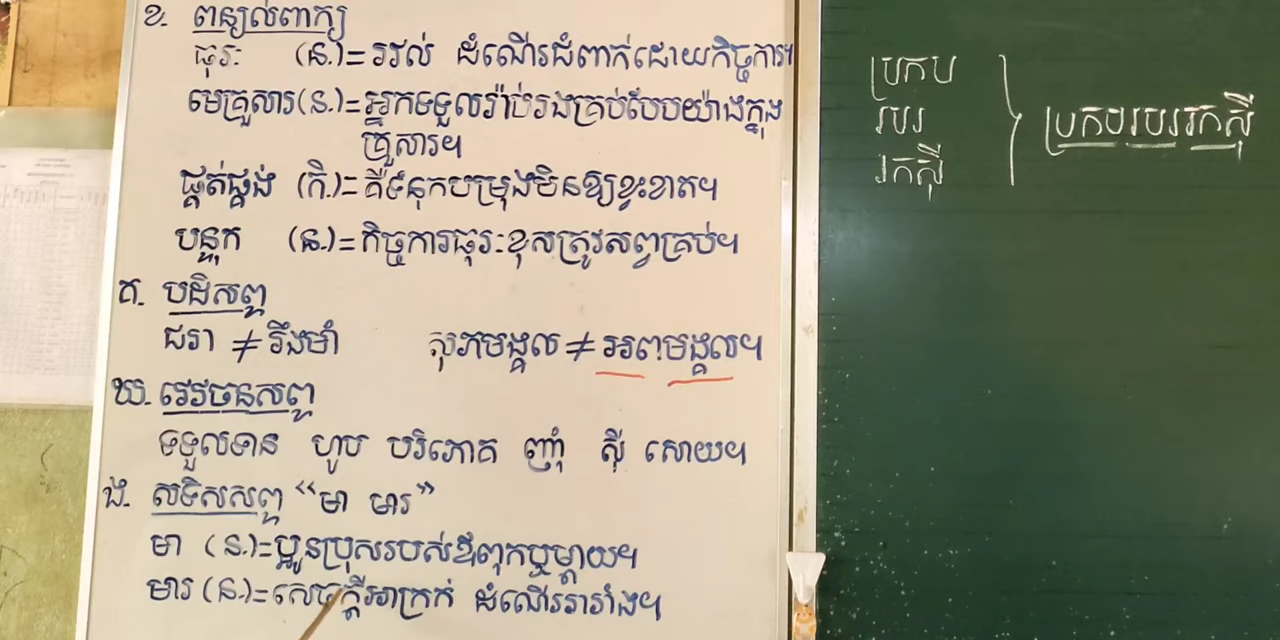 ខ. ពន្យល់ពាក្យ
ធុរៈ (ន.)= រវល់ ដំណើរជំពាក់ដោយកិច្ចការ។
មេគ្រួសារ(ន.)=អ្នកទទួលរ៉ាប់រងគ្រប់បែបយ៉ាងក្នុង
គ្រួសារ។
ផ្គត់ផ្គង់ (កិ.)=គឺទំនុកបម្រុងមិនឱ្យខ្វះខាត។
បន្ទុក (ន.)=កិច្ចការធុរៈខុសត្រូវសព្វគ្រប់។
គ. បដិសព្ទ
ជរា ≠ រឹងមាំ សុភមង្គល ≠ អពមង្គល។
ឃ. វេវចនសព្ទ
ទទួលទាន ហូប បរិភោគ ញ៉ាំ ស៊ី សោយ។
ង. សទិសសព្ទ “មា មារ”
មា (ន.)=ប្អូនប្រុសរបស់ឪពុកឬម្ដាយ។
មារ (ន.)=សេចក្ដីអាក្រក់ ដំណើររារាំង។
ប្រកប
របរ
រកស៊ី
ប្រកបរបររកស៊ី